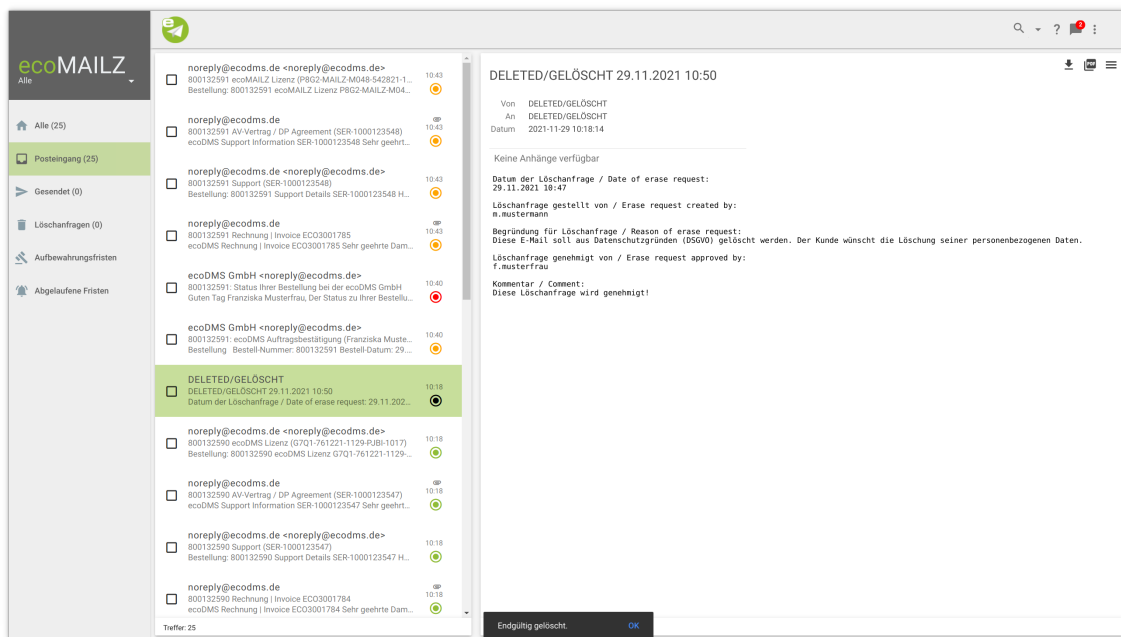 ecoMAILZ
Alle
Alle (25)
Posteingang (25)
Gesendet (0)
Löschanfragen (0)
Aufbewahrungsfristen
Abgelaufene Fristen
e
?
2
noreply@ecodms.de <noreply@ecodms.de>
800132591 ecoMAILZ Lizenz (P8G2-MAILZ-M048-542821-1...
10:43
Bestellung: 800132591 ecoMAILZ Lizenz P8G2-MAILZ-M04...
noreply@ecodms.de
800132591 AV-Vertrag / DP Agreement (SER-1000123548)
10:43
ecoDMS Support Information SER-1000123548 Sehr geehrt...
noreply@ecodms.de <noreply@ecodms.de>
800132591 Support (SER-1000123548)
10:43
Bestellung: 800132591 Support Details SER-1000123548 H...
noreply@ecodms.de
800132591 Rechnung | Invoice ECO3001785
10:43
ecoDMS Rechnung | Invoice ECO3001785 Sehr geehrte Dam...
ecoDMS GmbH <noreply@ecodms.de>
800132591: Status Ihrer Bestellung bei der ecoDMS GmbH
10:40
Guten Tag Franziska Musterfrau, Der Status zu Ihrer Bestellu...
ecoDMS GmbH <noreply@ecodms.de>
800132591: ecoDMS Auftragsbestätigung (Franziska Muste...
10:40
Bestellung Bestell-Nummer: 800132591 Bestell-Datum: 29....
DELETED/GELÖSCHT
DELETED/GELÖSCHT 29.11.2021 10:50
10:18
Datum der Löschanfrage / Date of erase request: 29.11.202...
noreply@ecodms.de <noreply@ecodms.de>
800132590 ecoDMS Lizenz (G7Q1-761221-1129-PJBI-1017)
10:18
Bestellung: 800132590 ecoDMS Lizenz G7Q1-761221-1129-...
noreply@ecodms.de
800132590 AV-Vertrag / DP Agreement (SER-1000123547)
10:18
ecoDMS Support Information SER-1000123547 Sehr geehrt...
noreply@ecodms.de <noreply@ecodms.de>
800132590 Support (SER-1000123547)
10:18
Bestellung: 800132590 Support Details SER-1000123547 H...
noreply@ecodms.de
800132590 Rechnung | Invoice ECO3001784
10:18
ecoDMS Rechnung | Invoice ECO3001784 Sehr geehrte Dam...
Treffer: 25
DELETED/GELÖSCHT 29.11.2021 10:50
PDF
Von DELETED/GELÖSCHT
An DELETED/GELÖSCHT
Datum 2021-11-29 10:18:14
Keine Anhänge verfügbar
Datum der Löschanfrage / Date of erase request:
29.11.2021 10:47
Löschanfrage gestellt von / Erase request created by:
m.mustermann
Begründung für Löschanfrage / Reason of erase request:
Diese E-Mail soll aus Datenschutzgründen (DSGVO) gelöscht werden. Der Kunde wünscht die Löschung seiner personenbezogenen Daten.
Löschanfrage genehmigt von / Erase request approved by:
f.musterfrau
Kommentar / Comment:
Diese Löschanfrage wird genehmigt!
Endgültig gelöscht. OK